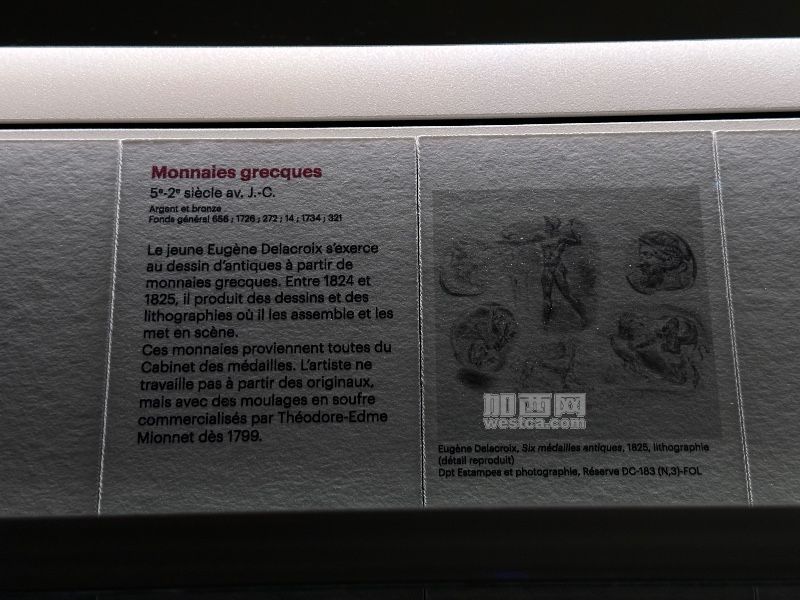 Monnaies grecques
5e-2e siècle av. J.-C.
Argent et bronze
Fonds général 656 ; 1726 ; 272 ; 14 ; 1734 ; 321
Le jeune Eugène Delacroix s'exerce
au dessin d'antiques à partir de
monnaies grecques. Entre 1824 et
1825, il produit des dessins et des
lithographies où il les assemble et les
met en scène.
Ces monnaies proviennent toutes du
Cabinet des médailles. L'artiste ne
travaille pas à partir des originaux,
mais avec des moulages en soufre
commercialisés par Théodore-Edme
Mionnet dès 1799.
加西网
westca.com
Eugène Delacroix, Six médailles antiques, 1825, lithographie
(détail reproduit)
Dpt Estampes et photographie, Réserve DC-183 (N,3)-FOL